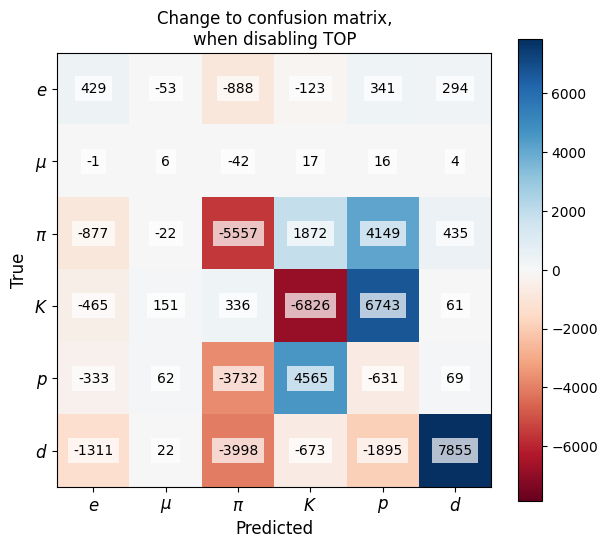 Change to confusion matrix,
when disabling TOP
e 429 -53 -888 -123 341 294
μ -1 6 -42 17 16 4
π -877 -22 -5557 1872 4149 435
K -465 151 336 -6826 6743 61
p -333 62 -3732 4565 -631 69
d -1311 22 -3998 -673 -1895 7855
e μ π K p d
True
Predicted
6000
4000
2000
0
−2000
−4000
−6000